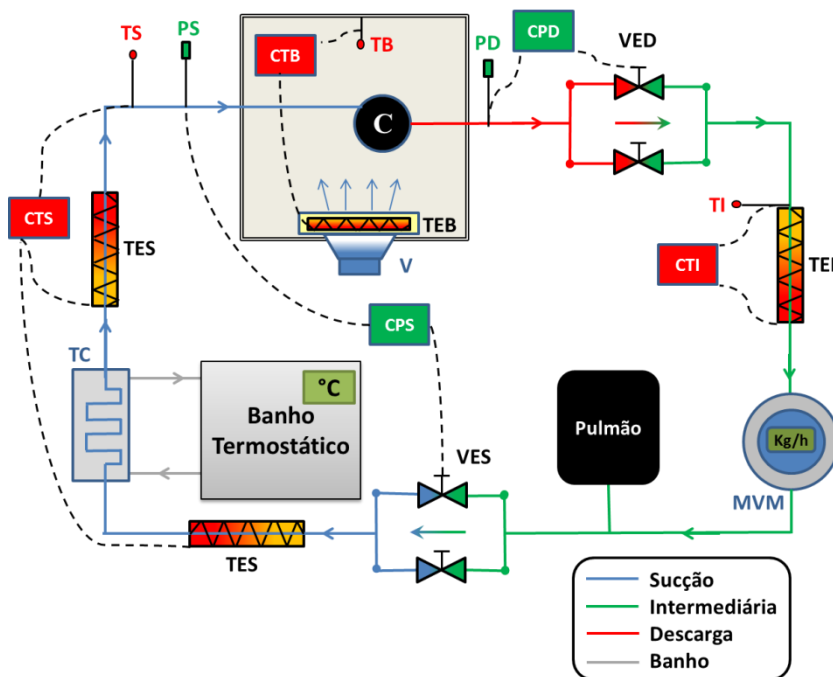 TS
PS
CTB
TB
PD
CPD
VED
C
CTS
TES
TEB
V
TI
CTI
TEI
CPS
TC
°C
Banho
Termostático
Pulmão
Kg/h
MVM
VES
TES
Sucção
Intermediária
Descarga
Banho